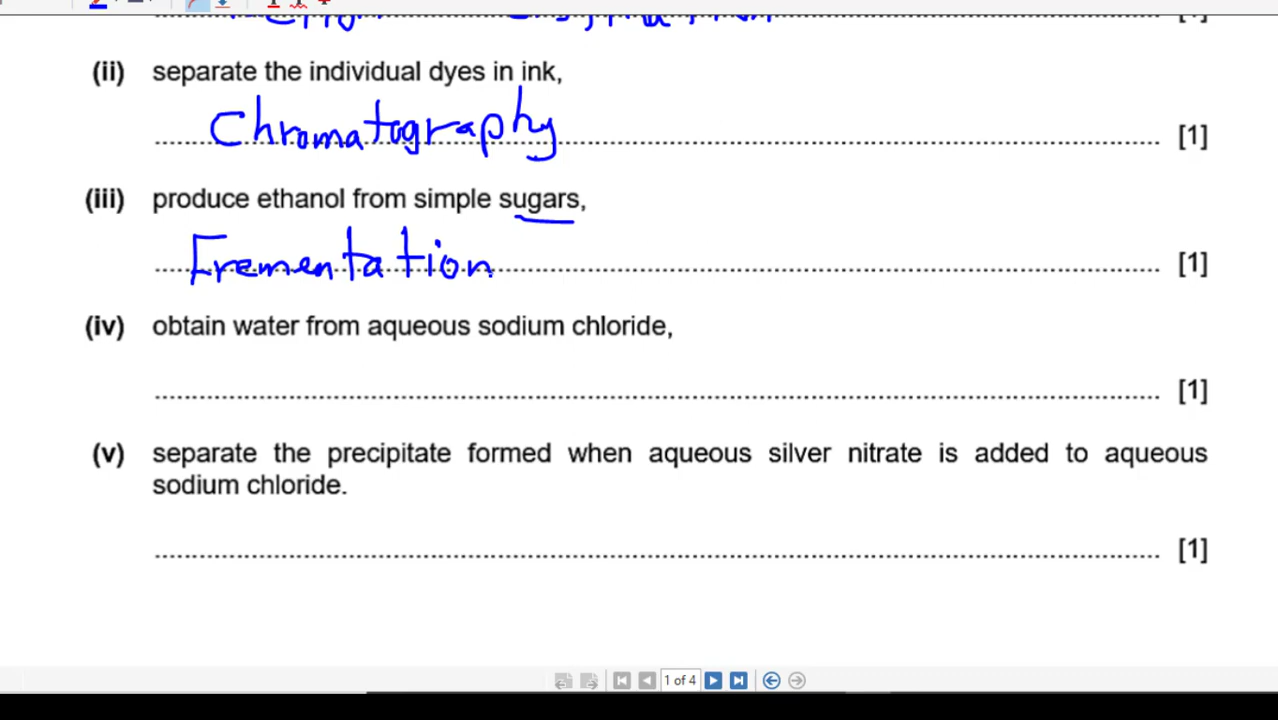 (ii) separate the individual dyes in ink,
Chromatography [1]
(iii) produce ethanol from simple sugars,
Frementation [1]
(iv) obtain water from aqueous sodium chloride,
[1]
(v) separate the precipitate formed when aqueous silver nitrate is added to aqueous
sodium chloride.
[1]
1 of 4